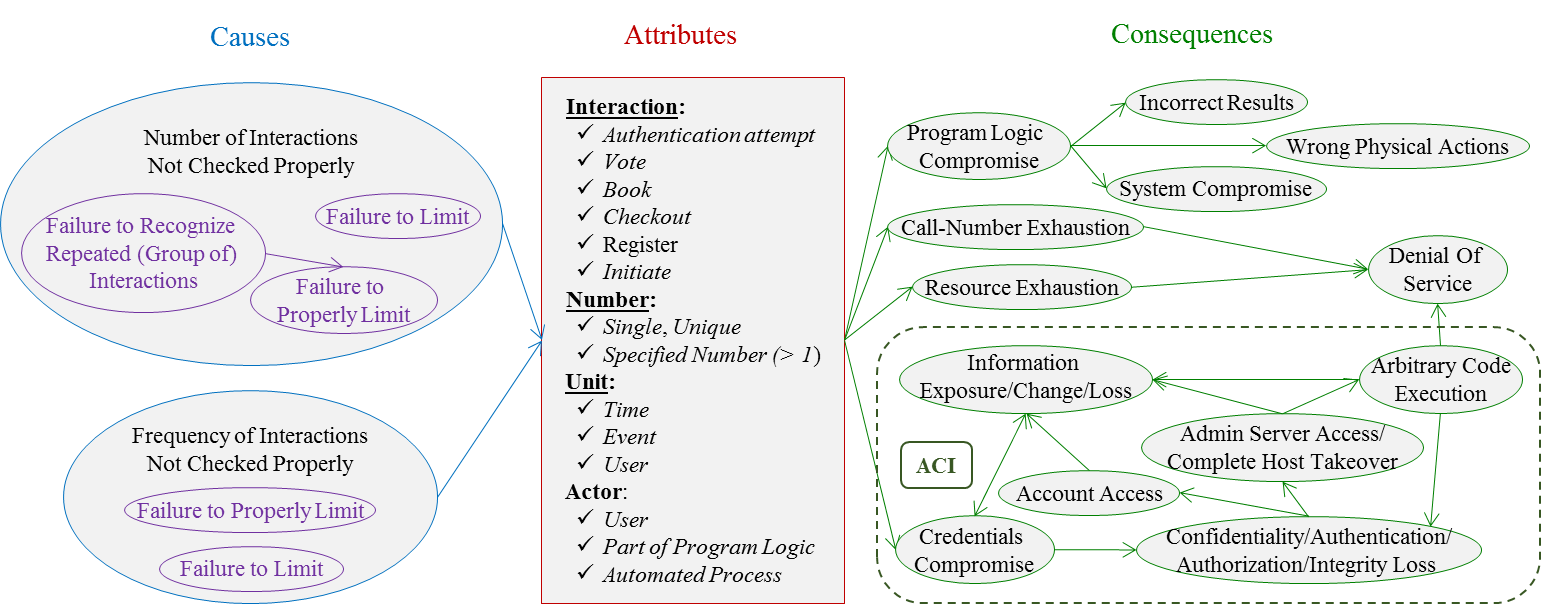 Causes
Number of Interactions
Not Checked Properly
Failure to Limit
Failure to Recognize
Repeated (Group of)
Interactions
Failure to
Properly Limit
Frequency of Interactions
Not Checked Properly
Failure to Properly Limit
Failure to Limit
Attributes
Interaction:
✓ Authentication attempt
✓ Vote
✓ Book
✓ Checkout
✓ Register
✓ Initiate
Number:
✓ Single, Unique
✓ Specified Number (> 1)
Unit:
✓ Time
✓ Event
✓ User
Actor:
✓ User
✓ Part of Program Logic
✓ Automated Process
Consequences
Program Logic
Compromise
Incorrect Results
Wrong Physical Actions
System Compromise
Call-Number Exhaustion
Resource Exhaustion
Denial Of
Service
Information
Exposure/Change/Loss
Arbitrary Code
Execution
Admin Server Access/
Complete Host Takeover
ACI
Account Access
Credentials
Compromise
Confidentiality/Authentication/
Authorization/Integrity Loss